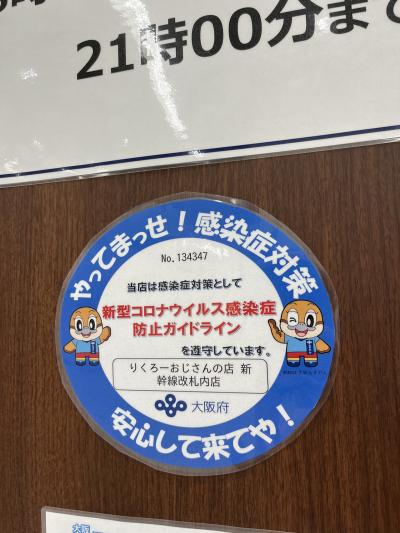 21時00分まで
やってまっせ！感染症対策
No.134347
当店は感染症対策として
新型コロナウイルス感染症
防止ガイドライン
を遵守しています。
りくろーおじさんの店 新
幹線改札内店
大阪府
安心して来てや！
大阪